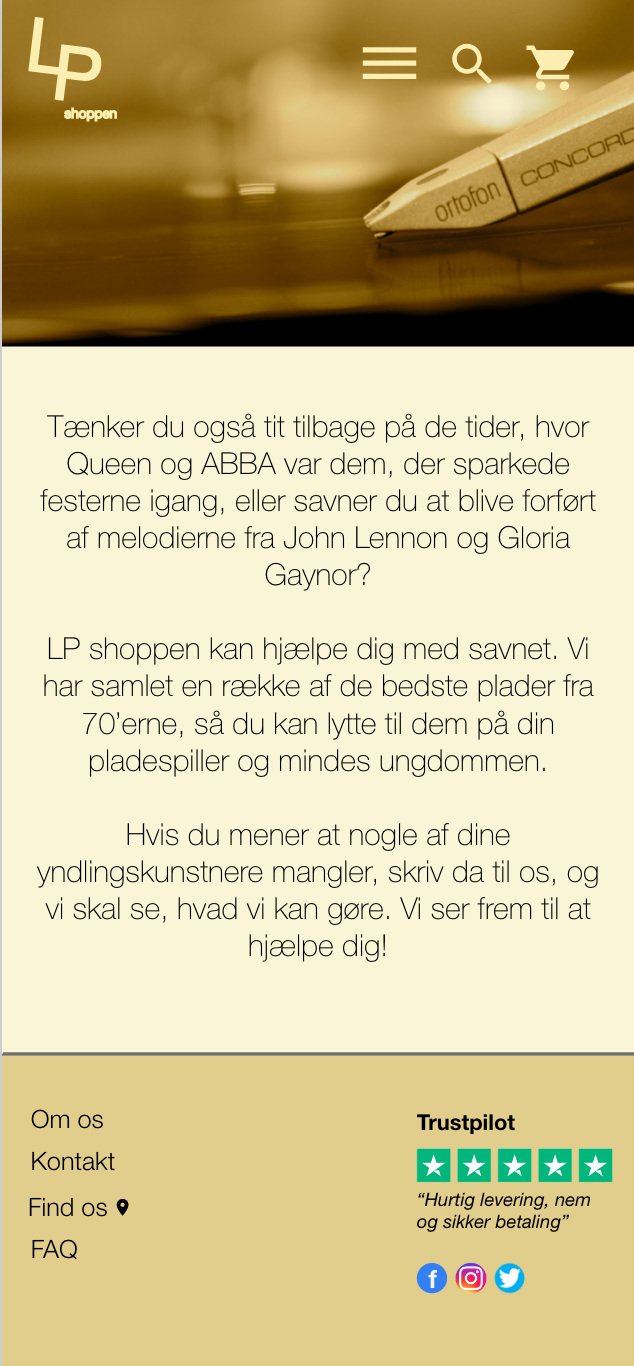 LP
shoppen
ortofon CONCORD
Tænker du også tit tilbage på de tider, hvor
Queen og ABBA var dem, der sparkede
festerne igang, eller savner du at blive forført
af melodierne fra John Lennon og Gloria
Gaynor?
LP shoppen kan hjælpe dig med savnet. Vi
har samlet en række af de bedste plader fra
70’erne, så du kan lytte til dem på din
pladespiller og mindes ungdommen.
Hvis du mener at nogle af dine
yndlingskunstnere mangler, skriv da til os, og
vi skal se, hvad vi kan gøre. Vi ser frem til at
hjælpe dig!
Om os
Kontakt
Find os
FAQ
Trustpilot
“Hurtig levering, nem
og sikker betaling”